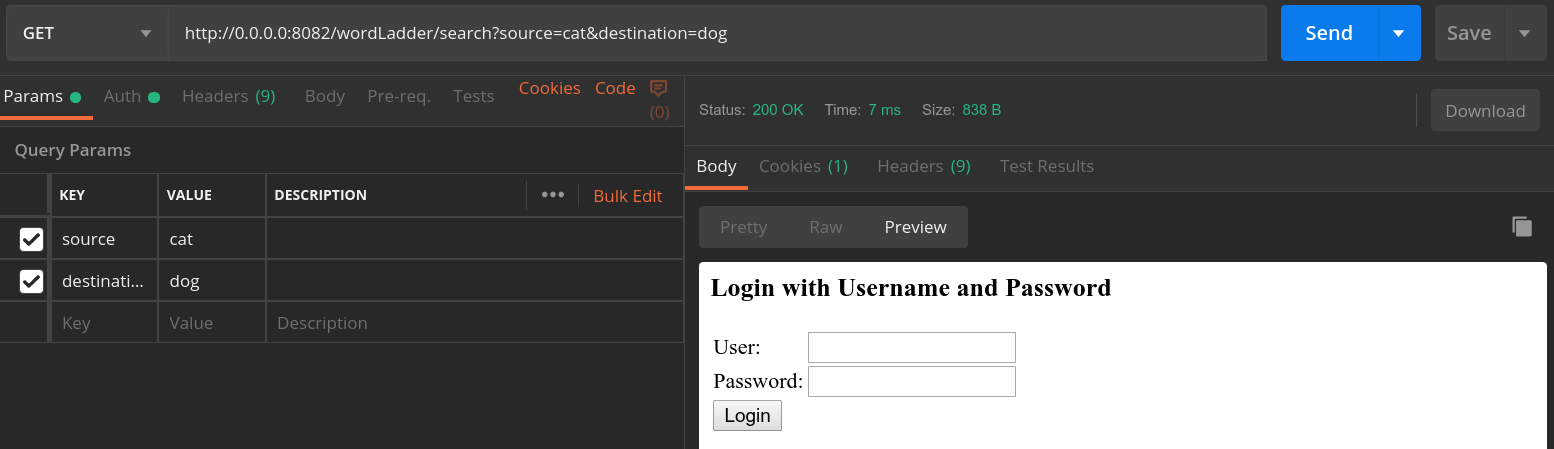 GET http://0.0.0.0:8082/wordLadder/search?source=cat&destination=dog Send Save
Params Auth Headers (9) Body Pre-req. Tests Cookies Code (0)
Query Params
KEY VALUE DESCRIPTION ••• Bulk Edit
source cat
destinati... dog
Key Value Description
Status: 200 OK Time: 7 ms Size: 838 B Download
Body Cookies (1) Headers (9) Test Results
Pretty Raw Preview
Login with Username and Password
User:
Password:
Login